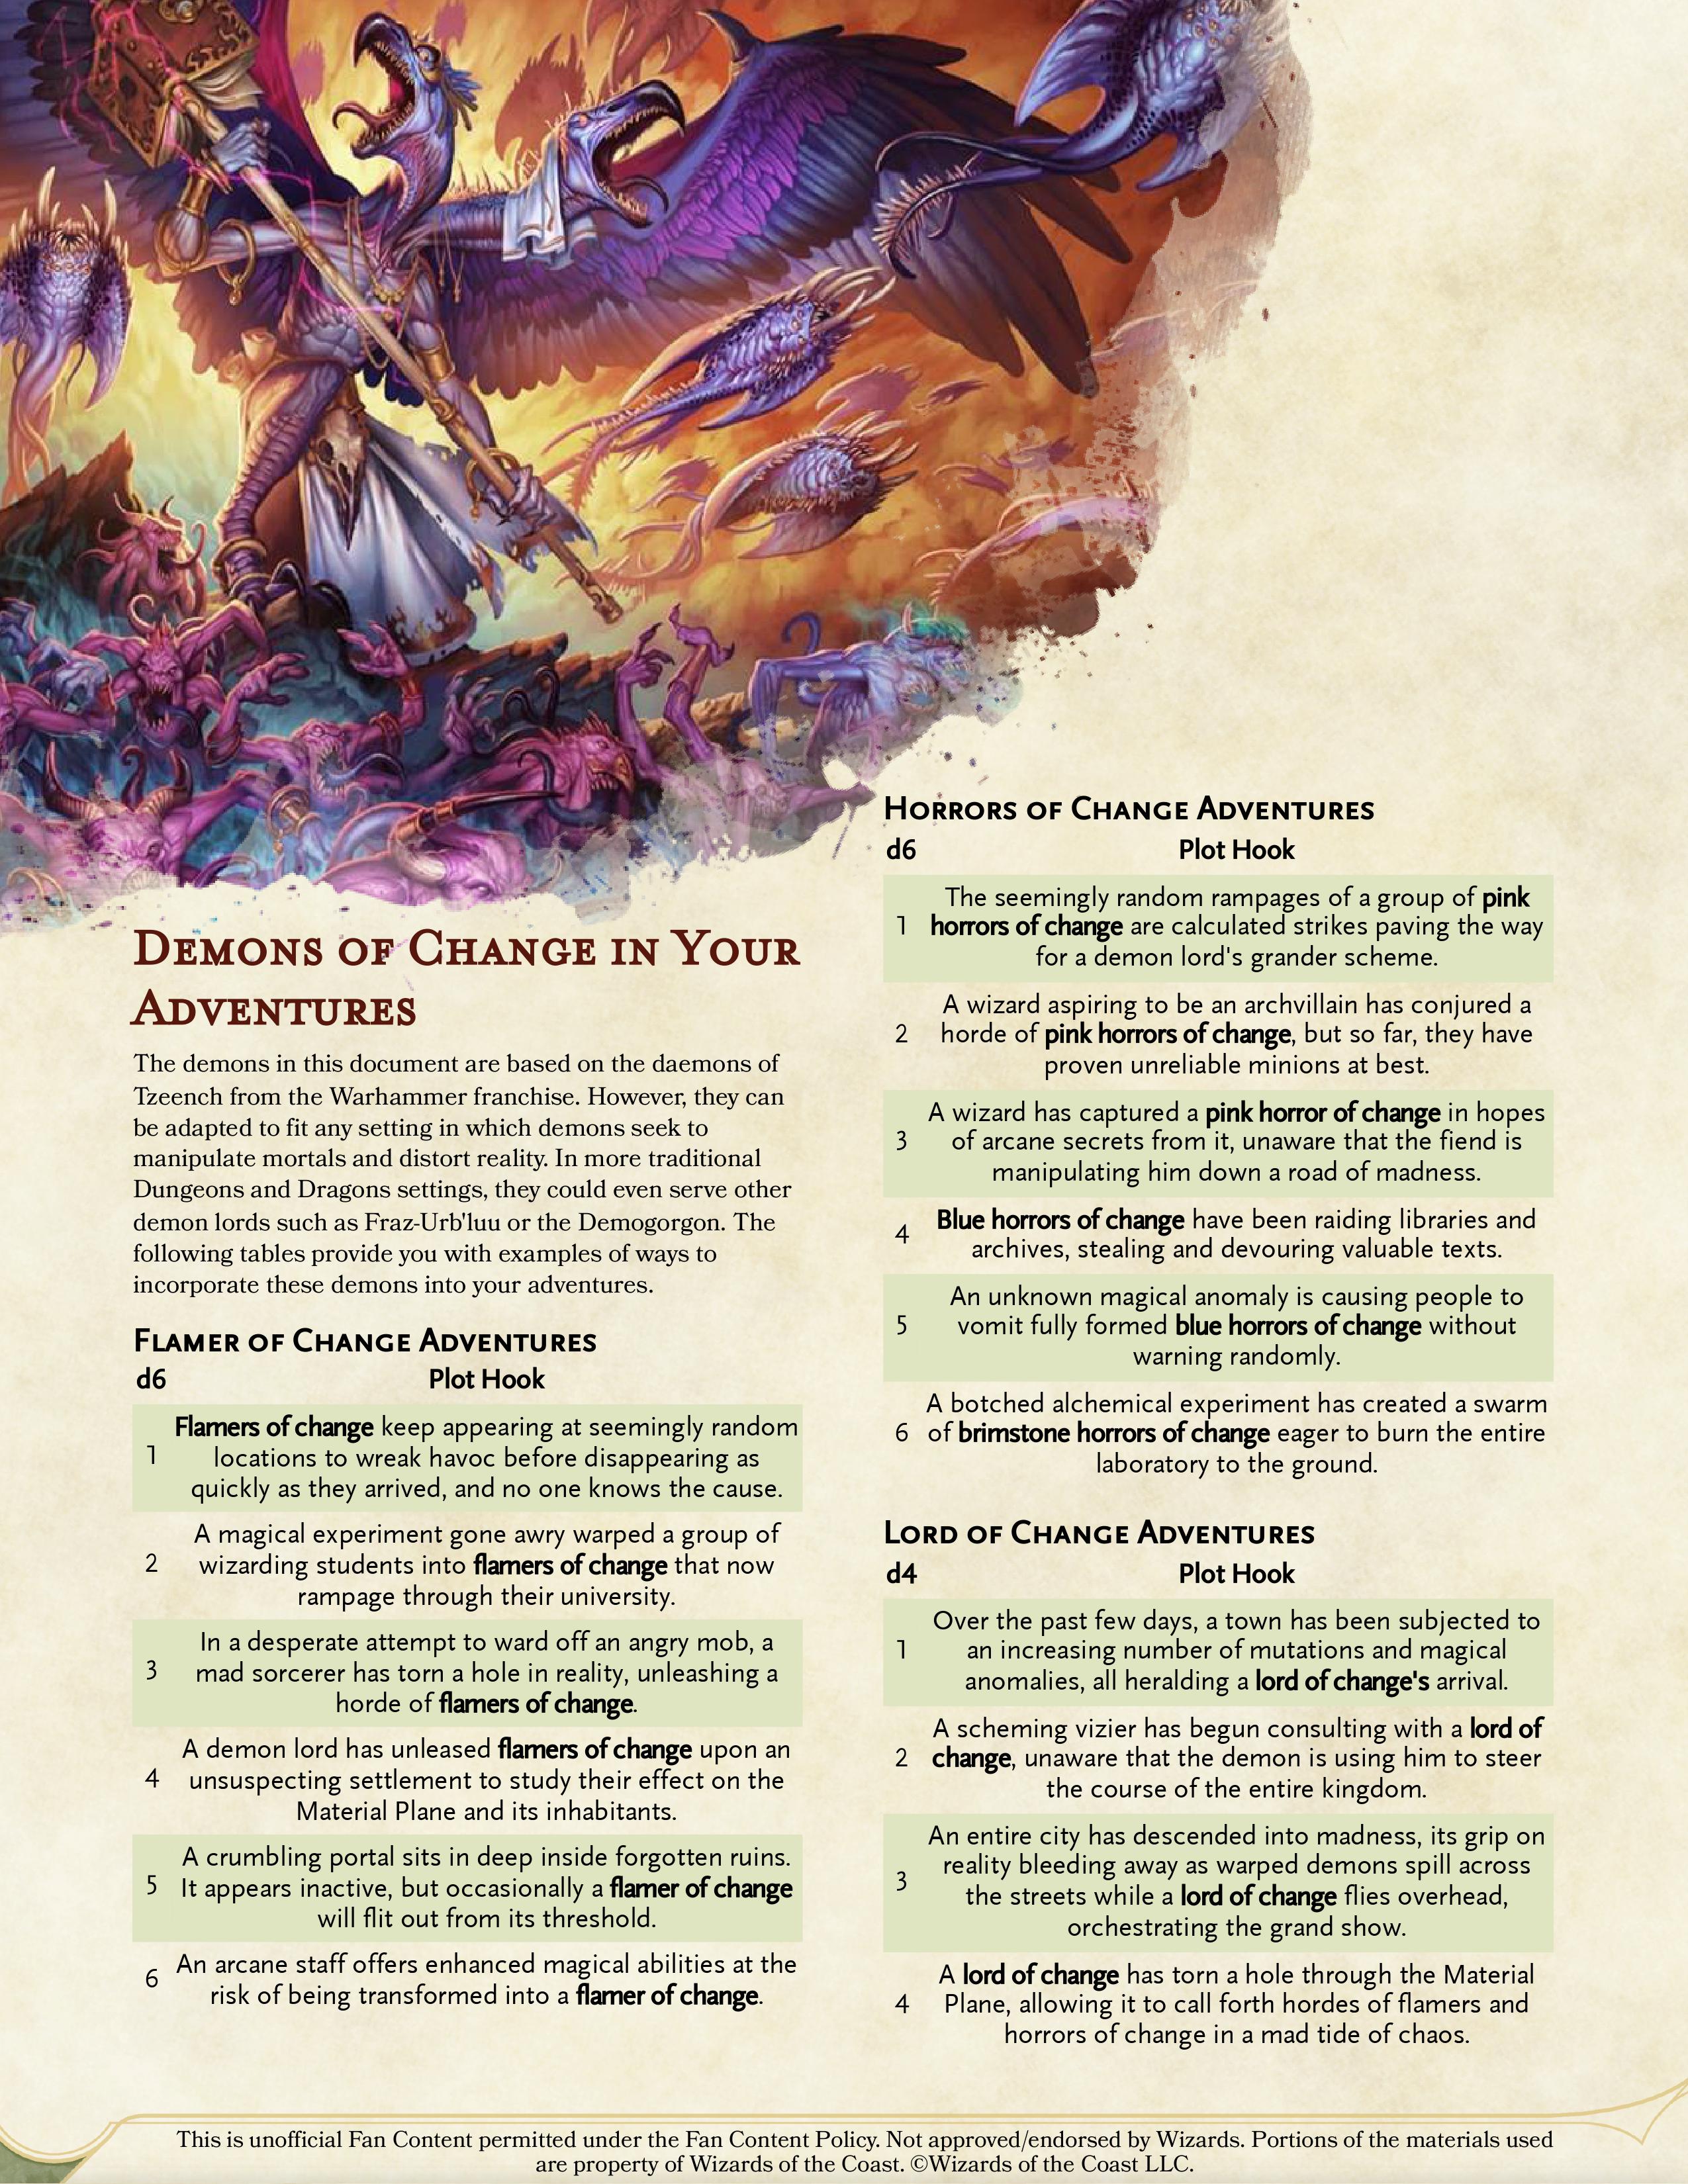 Demons of Change in Your
Adventures
The demons in this document are based on the daemons of
Tzeench from the Warhammer franchise. However, they can
be adapted to fit any setting in which demons seek to
manipulate mortals and distort reality. In more traditional
Dungeons and Dragons settings, they could even serve other
demon lords such as Fraz-Urb'luu or the Demogorgon. The
following tables provide you with examples of ways to
incorporate these demons into your adventures.
Flamer of Change Adventures
d6 Plot Hook
Flamers of change keep appearing at seemingly random
1 locations to wreak havoc before disappearing as
quickly as they arrived, and no one knows the cause.
A magical experiment gone awry warped a group of
2 wizarding students into flamers of change that now
rampage through their university.
In a desperate attempt to ward off an angry mob, a
3 mad sorcerer has torn a hole in reality, unleashing a
horde of flamers of change.
A demon lord has unleased flamers of change upon an
4 unsuspecting settlement to study their effect on the
Material Plane and its inhabitants.
A crumbling portal sits in deep inside forgotten ruins.
5 It appears inactive, but occasionally a flamer of change
will flit out from its threshold.
6 An arcane staff offers enhanced magical abilities at the
risk of being transformed into a flamer of change.
Horrors of Change Adventures
d6 Plot Hook
The seemingly random rampages of a group of pink
1 horrors of change are calculated strikes paving the way
for a demon lord's grander scheme.
A wizard aspiring to be an archvillain has conjured a
2 horde of pink horrors of change, but so far, they have
proven unreliable minions at best.
A wizard has captured a pink horror of change in hopes
3 of arcane secrets from it, unaware that the fiend is
manipulating him down a road of madness.
4 Blue horrors of change have been raiding libraries and
archives, stealing and devouring valuable texts.
An unknown magical anomaly is causing people to
5 vomit fully formed blue horrors of change without
warning randomly.
A botched alchemical experiment has created a swarm
6 of brimstone horrors of change eager to burn the entire
laboratory to the ground.
Lord of Change Adventures
d4 Plot Hook
Over the past few days, a town has been subjected to
1 an increasing number of mutations and magical
anomalies, all heralding a lord of change's arrival.
A scheming vizier has begun consulting with a lord of
2 change, unaware that the demon is using him to steer
the course of the entire kingdom.
An entire city has descended into madness, its grip on
3 reality bleeding away as warped demons spill across
the streets while a lord of change flies overhead,
orchestrating the grand show.
A lord of change has torn a hole through the Material
4 Plane, allowing it to call forth hordes of flamers and
horrors of change in a mad tide of chaos.
This is unofficial Fan Content permitted under the Fan Content Policy. Not approved/endorsed by Wizards. Portions of the materials used
are property of Wizards of the Coast. ©Wizards of the Coast LLC.